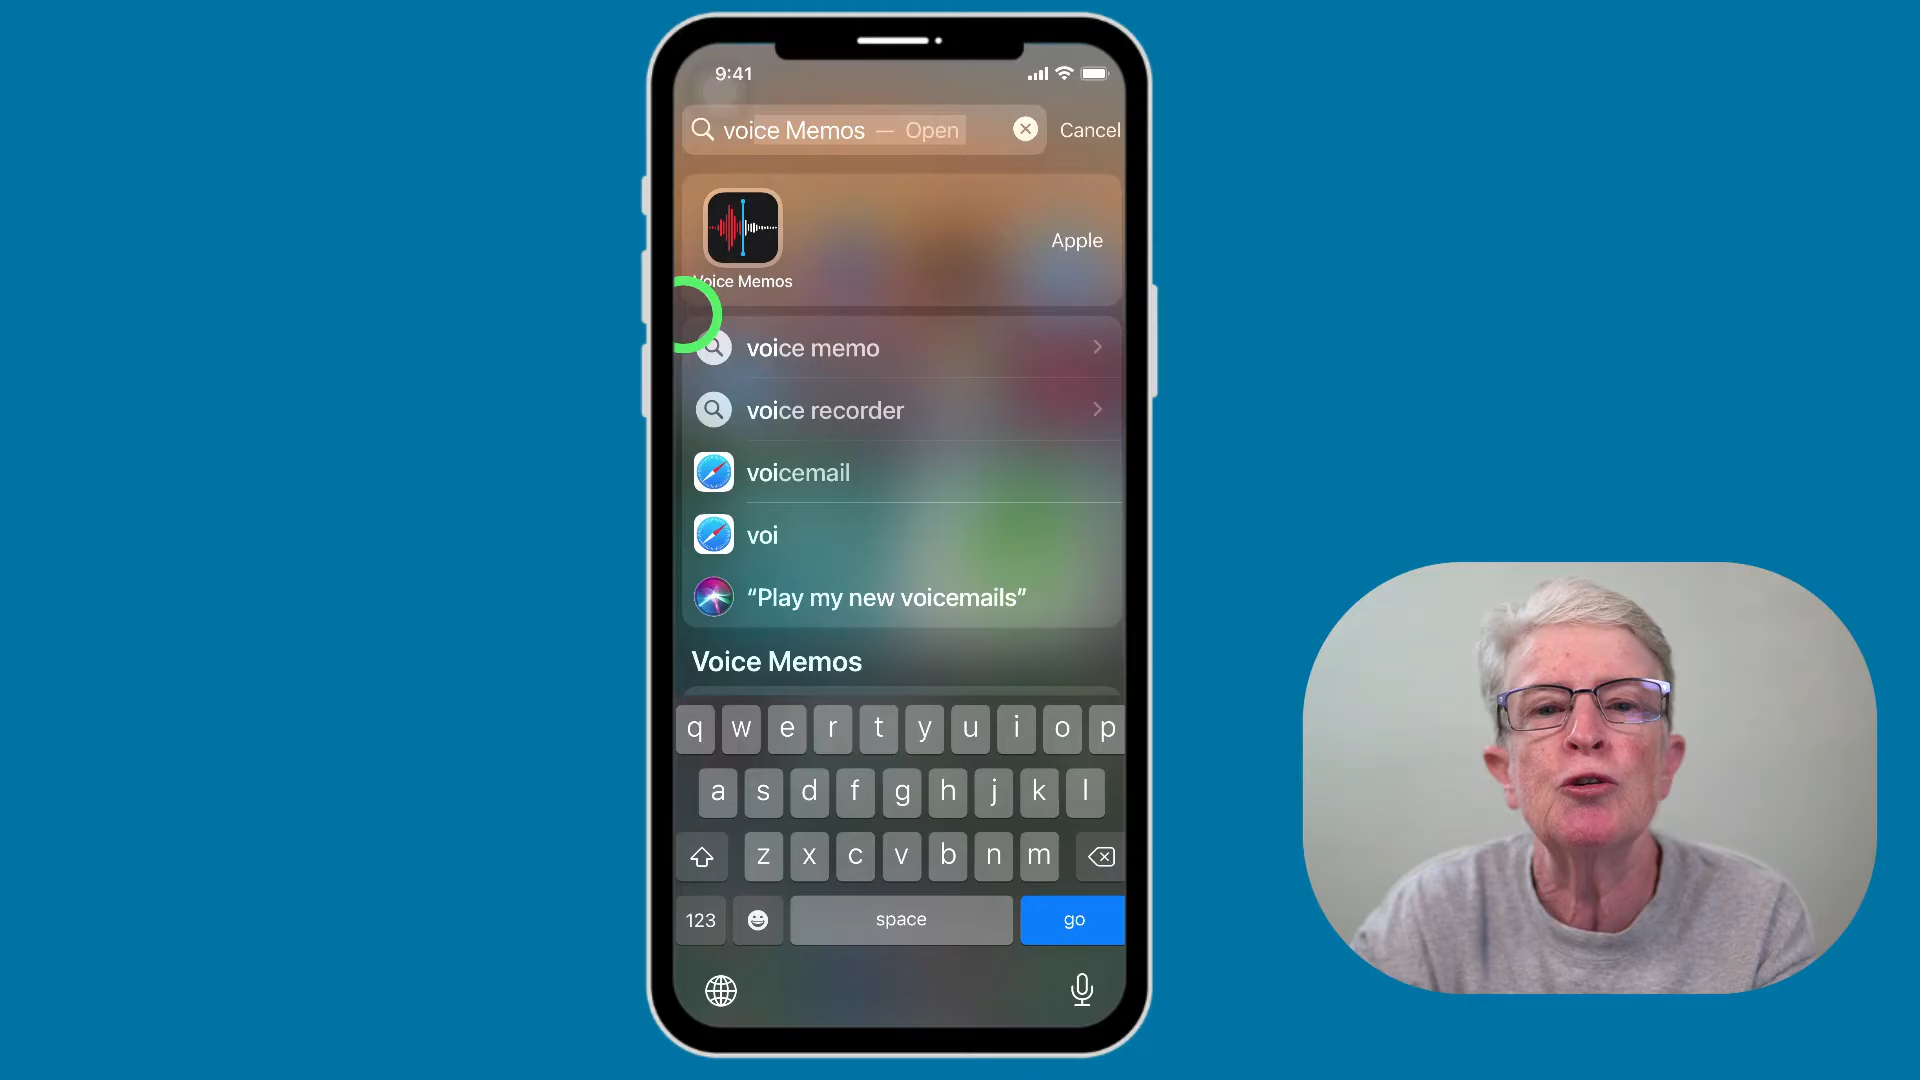 9:41
voice Memos — Open
Cancel
Apple
Voice Memos
voice memo
voice recorder
voicemail
voi
“Play my new voicemails”
Voice Memos
q w e r t y u i o p
a s d f g h j k l
z x c v b n m
123 space go